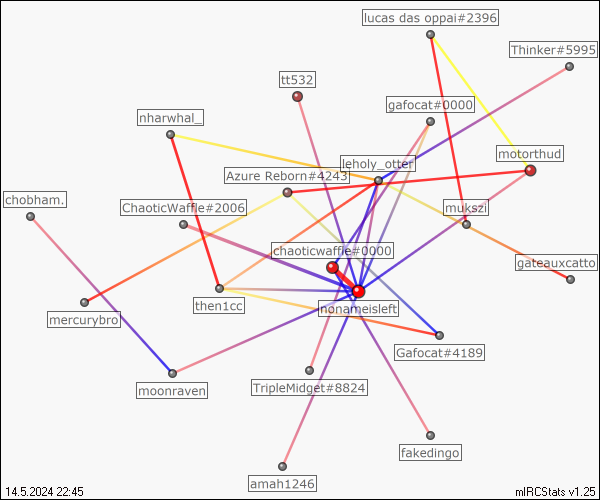 lucas das oppai#2396
Thinker#5995
tt532
gafocat#0000
nharwhal_
motorthud
leholy_otter
Azure Reborn#4243
chobham.
ChaoticWaffle#2006
mukszi
chaoticwaffle#0000
gateauxcatto
then1cc
nonameisleft
mercurybro
Gafocat#4189
moonraven
TripleMidget#8824
fakedingo
amah1246
14.5.2024 22:45
mIRCStats v1.25